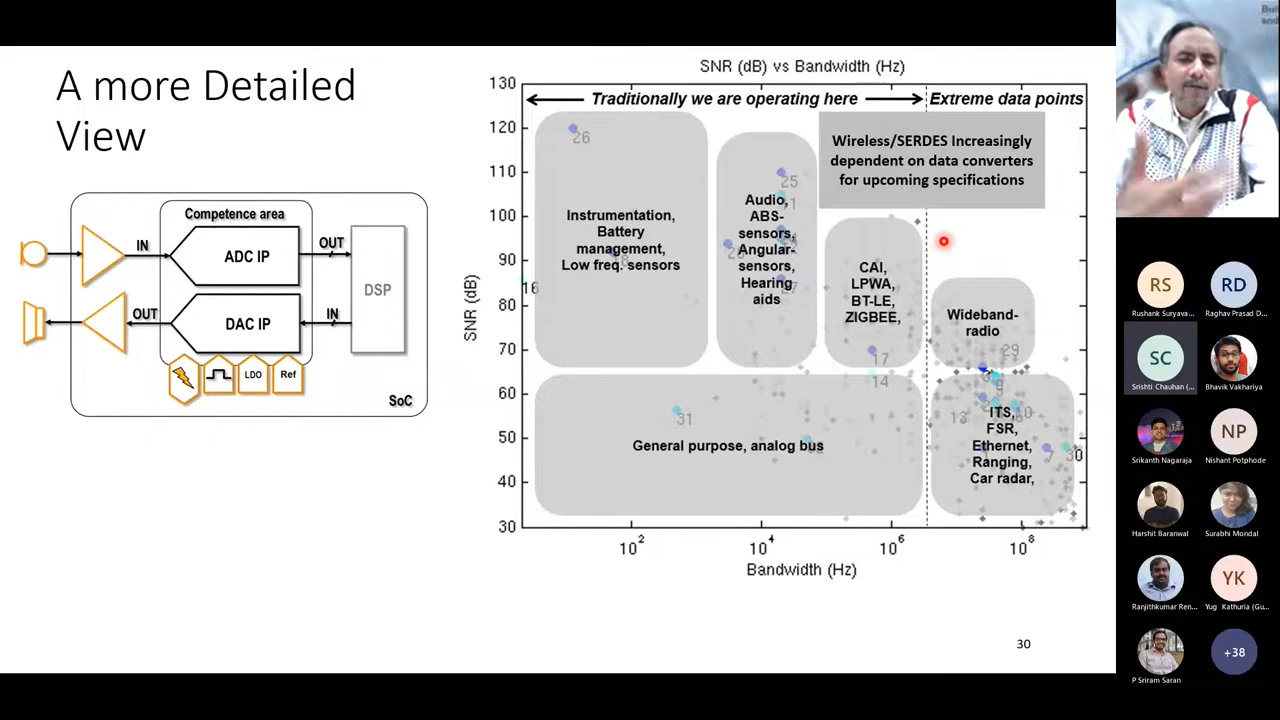 A more Detailed
View
Competence area
IN
ADC IP
OUT
DSP
OUT
DAC IP
IN
LDO
Ref
SoC
SNR (dB) vs Bandwidth (Hz)
Traditionally we are operating here
Extreme data points
Wireless/SERDES Increasingly
dependent on data converters
for upcoming specifications
SNR (dB)
130
120
110
100
90
80
70
60
50
40
30
26
Instrumentation,
Battery
management,
Low freq. sensors
16
25
Audio,
ABS-
sensors,
Angular-
sensors,
Hearing
aids
CAI,
LPWA,
BT-LE,
ZIGBEE,
17
14
Wideband-
radio
29
31
General purpose, analog bus
9
13
ITS,
FSR,
Ethernet,
Ranging,
Car radar,
7
30
10²
10⁴
10⁶
10⁸
Bandwidth (Hz)
30
RS
Rushank Suryava...
RD
Raghav Prasad D...
SC
Srishti Chauhan (...
Bhavik Vakhariya
Srikanth Nagaraja
NP
Nishant Potphode
Harshit Baranwal
Surabhi Mondal
Ranjithkumar Ren...
YK
Yug Kathuria (Gu...
P Sriram Saran
+38